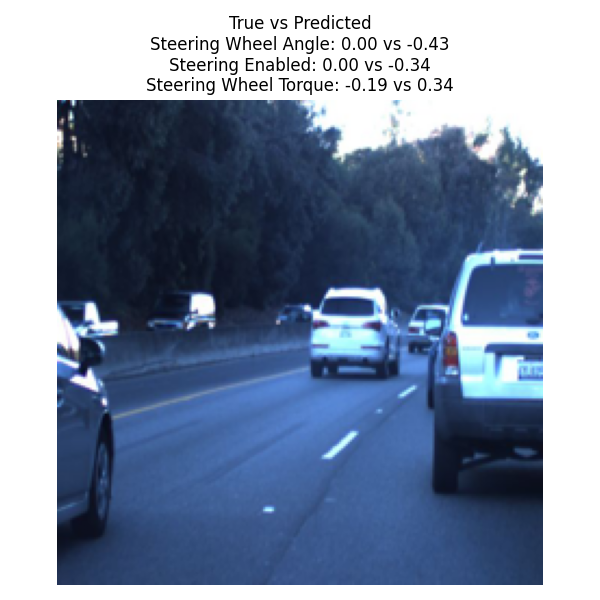 True vs Predicted
Steering Wheel Angle: 0.00 vs -0.43
Steering Enabled: 0.00 vs -0.34
Steering Wheel Torque: -0.19 vs 0.34